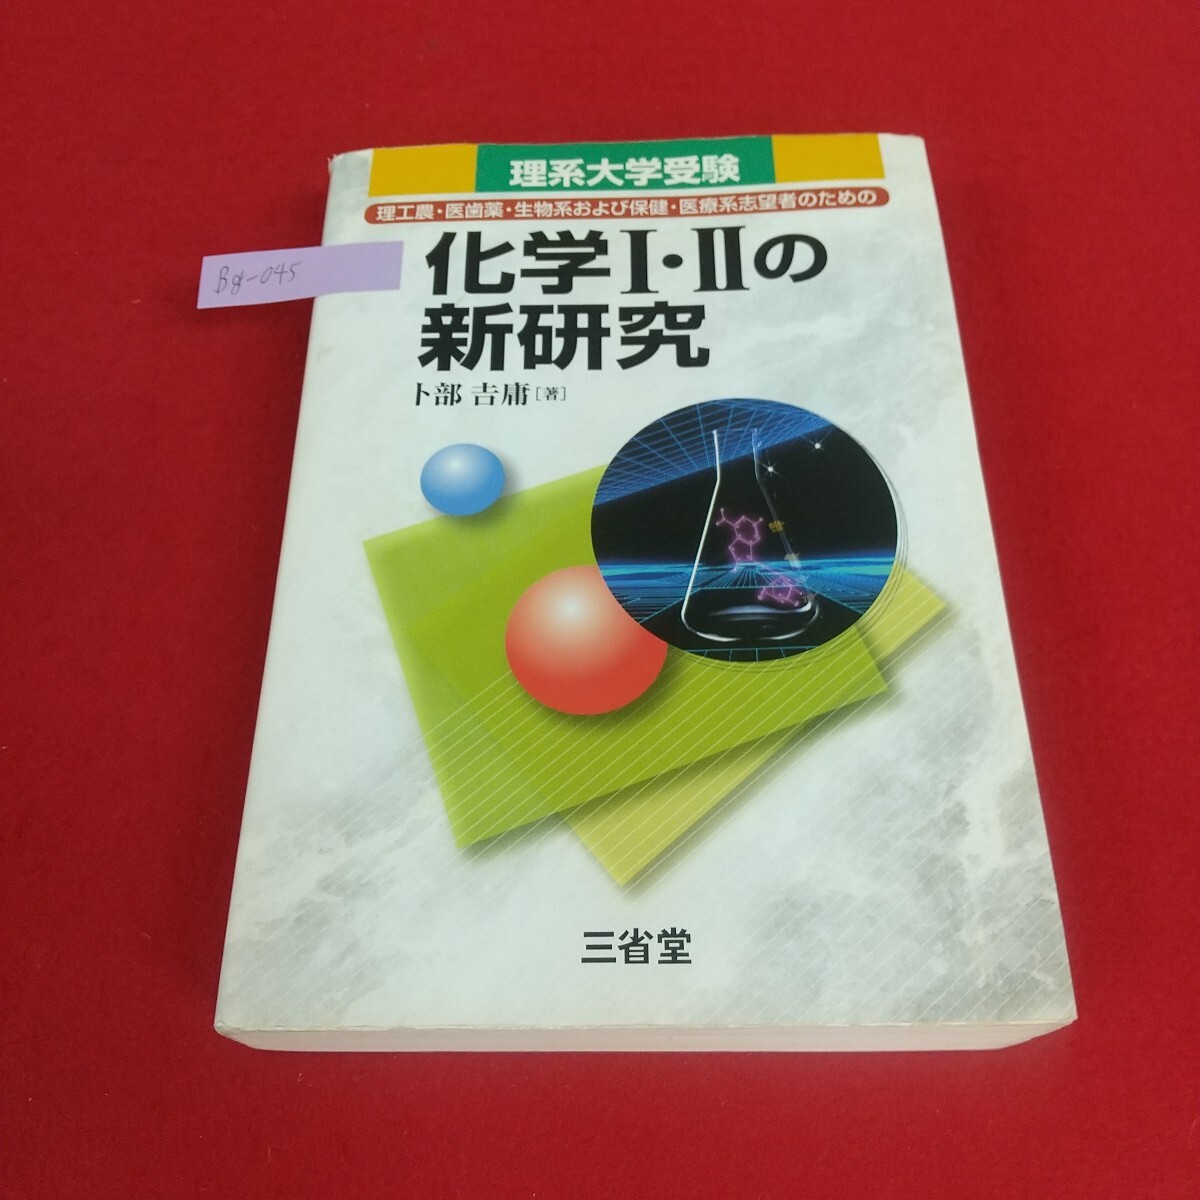 理系大学受験
理工農・医歯薬・生物系および保健・医療系志望者のための
Bg-045
化学Ⅰ・Ⅱの
新研究
卜部 𠮷庸［著］
三省堂